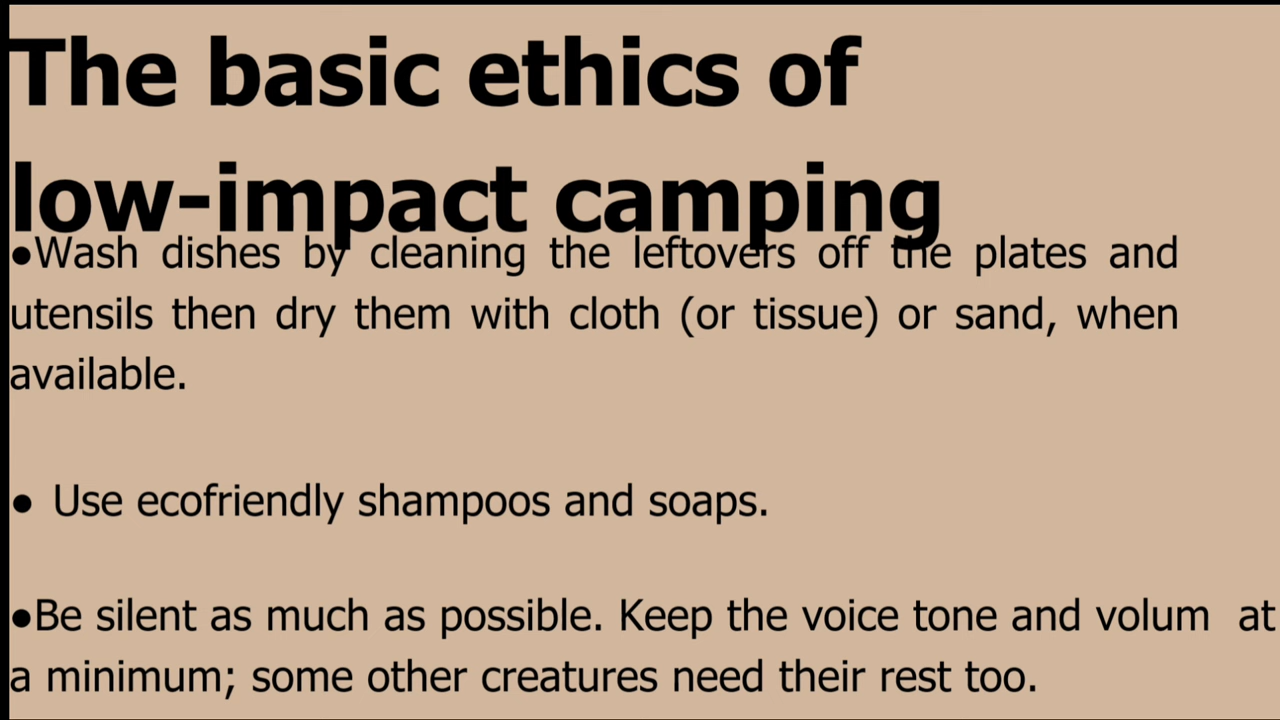 The basic ethics of
low-impact camping
●Wash dishes by cleaning the leftovers off the plates and
utensils then dry them with cloth (or tissue) or sand, when
available.
● Use ecofriendly shampoos and soaps.
●Be silent as much as possible. Keep the voice tone and volum at
a minimum; some other creatures need their rest too.